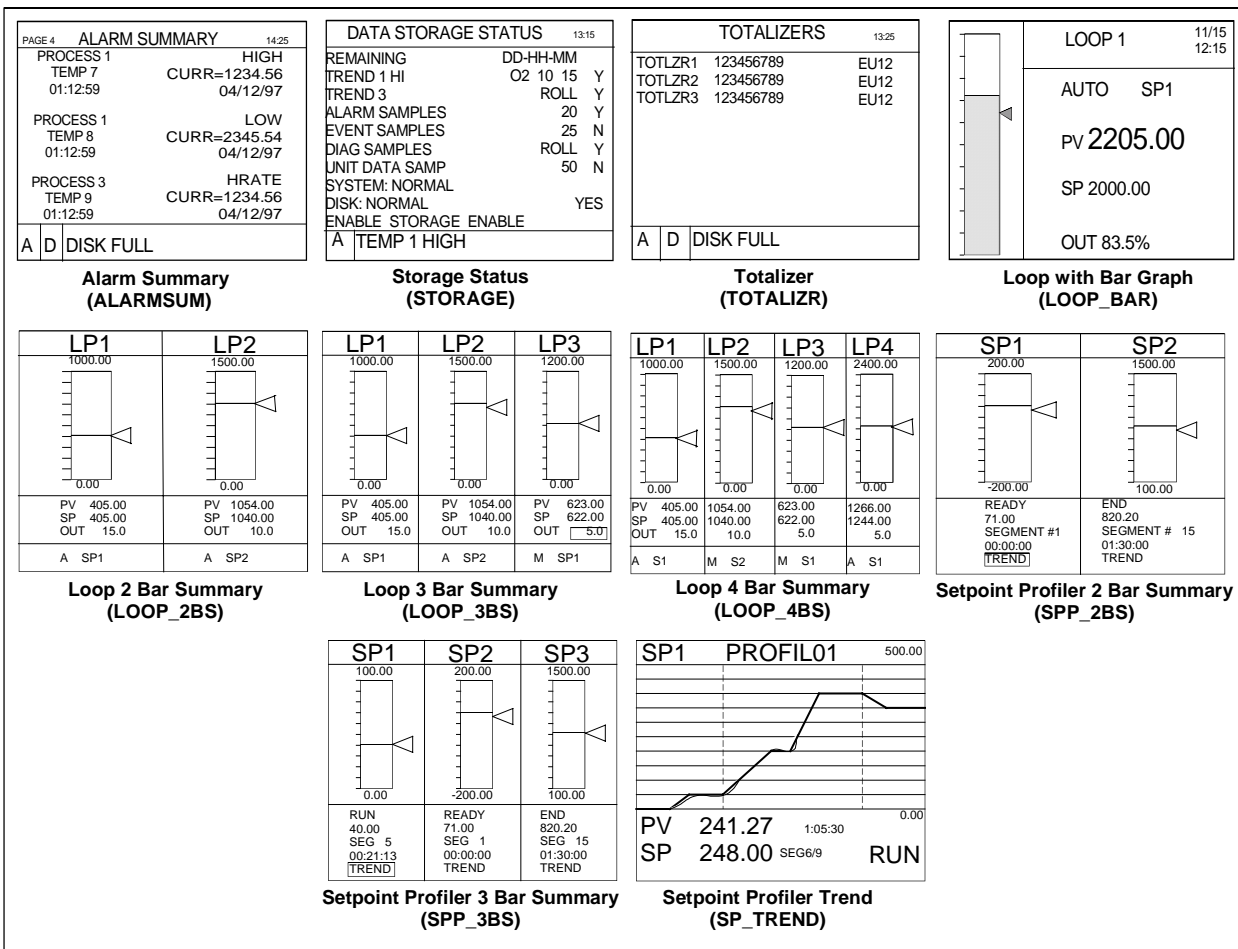 PAGE 4 ALARM SUMMARY 14:25
PROCESS 1 HIGH
TEMP 7 CURR=1234.56
01:12:59 04/12/97
PROCESS 1 LOW
TEMP 8 CURR=2345.54
01:12:59 04/12/97
PROCESS 3 HRATE
TEMP 9 CURR=1234.56
01:12:59 04/12/97
A D DISK FULL
Alarm Summary
(ALARMSUM)
DATA STORAGE STATUS 13:15
REMAINING DD-HH-MM
TREND 1 HI O2 10 15 Y
TREND 3 ROLL Y
ALARM SAMPLES 20 Y
EVENT SAMPLES 25 N
DIAG SAMPLES ROLL Y
UNIT DATA SAMP 50 N
SYSTEM: NORMAL
DISK: NORMAL YES
ENABLE STORAGE ENABLE
A TEMP 1 HIGH
Storage Status
(STORAGE)
TOTALIZERS 13:25
TOTLZR1 123456789 EU12
TOTLZR2 123456789 EU12
TOTLZR3 123456789 EU12
A D DISK FULL
Totalizer
(TOTALIZR)
LOOP 1 11/15
12:15
AUTO SP1
PV 2205.00
SP 2000.00
OUT 83.5%
Loop with Bar Graph
(LOOP_BAR)
LP1 LP2
1000.00 1500.00
0.00 0.00
PV 405.00 PV 1054.00
SP 405.00 SP 1040.00
OUT 15.0 OUT 10.0
A SP1 A SP2
Loop 2 Bar Summary
(LOOP_2BS)
LP1 LP2 LP3
1000.00 1500.00 1200.00
0.00 0.00 0.00
PV 405.00 PV 1054.00 PV 623.00
SP 405.00 SP 1040.00 SP 622.00
OUT 15.0 OUT 10.0 OUT 5.0
A SP1 A SP2 M SP1
Loop 3 Bar Summary
(LOOP_3BS)
LP1 LP2 LP3 LP4
1000.00 1500.00 1200.00 2400.00
0.00 0.00 0.00 0.00
PV 405.00 1054.00 623.00 1266.00
SP 405.00 1040.00 622.00 1244.00
OUT 15.0 10.0 5.0 5.0
A S1 M S2 M S1 A S1
Loop 4 Bar Summary
(LOOP_4BS)
SP1 SP2
200.00 1500.00
-200.00 100.00
READY END
71.00 820.20
SEGMENT #1 SEGMENT # 15
00:00:00 01:30:00
TREND TREND
Setpoint Profiler 2 Bar Summary
(SPP_2BS)
SP1 SP2 SP3
100.00 200.00 1500.00
0.00 -200.00 100.00
RUN READY END
40.00 71.00 820.20
SEG 5 SEG 1 SEG 15
00:21:13 00:00:00 01:30:00
TREND TREND TREND
Setpoint Profiler 3 Bar Summary
(SPP_3BS)
SP1 PROFIL01 500.00
0.00
PV 241.27 1:05:30
SP 248.00 SEG6/9 RUN
Setpoint Profiler Trend
(SP_TREND)